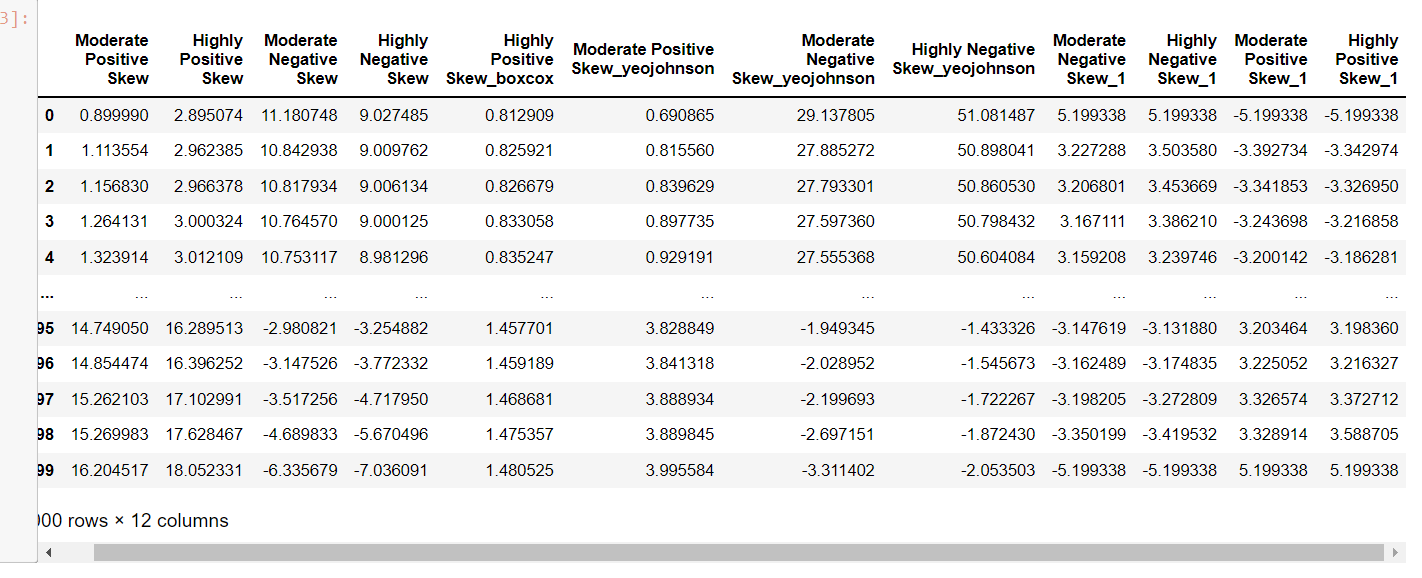 3]:
Moderate Positive Skew Highly Positive Skew Moderate Negative Skew Highly Negative Skew Highly Positive Skew_boxcox Moderate Positive Skew_yeojohnson Moderate Negative Skew_yeojohnson Highly Negative Skew_yeojohnson Moderate Negative Skew_1 Highly Negative Skew_1 Moderate Positive Skew_1 Highly Positive Skew_1
0 0.899990 2.895074 11.180748 9.027485 0.812909 0.690865 29.137805 51.081487 5.199338 5.199338 -5.199338 -5.199338
1 1.113554 2.962385 10.842938 9.009762 0.825921 0.815560 27.885272 50.898041 3.227288 3.503580 -3.392734 -3.342974
2 1.156830 2.966378 10.817934 9.006134 0.826679 0.839629 27.793301 50.860530 3.206801 3.453669 -3.341853 -3.326950
3 1.264131 3.000324 10.764570 9.000125 0.833058 0.897735 27.597360 50.798432 3.167111 3.386210 -3.243698 -3.216858
4 1.323914 3.012109 10.753117 8.981296 0.835247 0.929191 27.555368 50.604084 3.159208 3.239746 -3.200142 -3.186281
... ... ... ... ... ... ... ... ... ... ... ... ...
95 14.749050 16.289513 -2.980821 -3.254882 1.457701 3.828849 -1.949345 -1.433326 -3.147619 -3.131880 3.203464 3.198360
96 14.854474 16.396252 -3.147526 -3.772332 1.459189 3.841318 -2.028952 -1.545673 -3.162489 -3.174835 3.225052 3.216327
97 15.262103 17.102991 -3.517256 -4.717950 1.468681 3.888934 -2.199693 -1.722267 -3.198205 -3.272809 3.326574 3.372712
98 15.269983 17.628467 -4.689833 -5.670496 1.475357 3.889845 -2.697151 -1.872430 -3.350199 -3.419532 3.328914 3.588705
99 16.204517 18.052331 -6.335679 -7.036091 1.480525 3.995584 -3.311402 -2.053503 -5.199338 -5.199338 5.199338 5.199338
00 rows × 12 columns